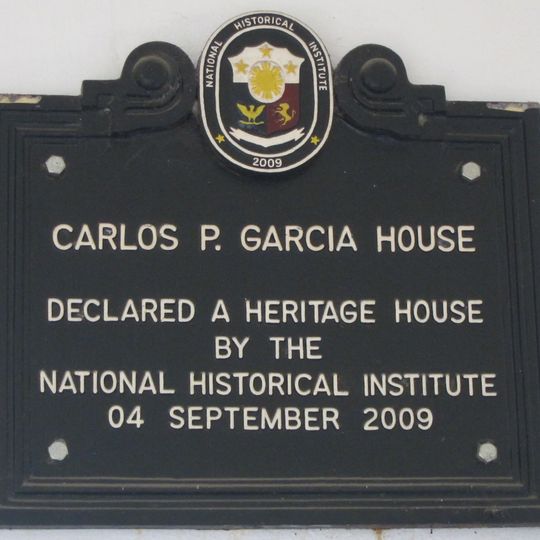 NATIONAL HISTORICAL INSTITUTE
2009
CARLOS P. GARCIA HOUSE
DECLARED A HERITAGE HOUSE
BY THE
NATIONAL HISTORICAL INSTITUTE
04 SEPTEMBER 2009